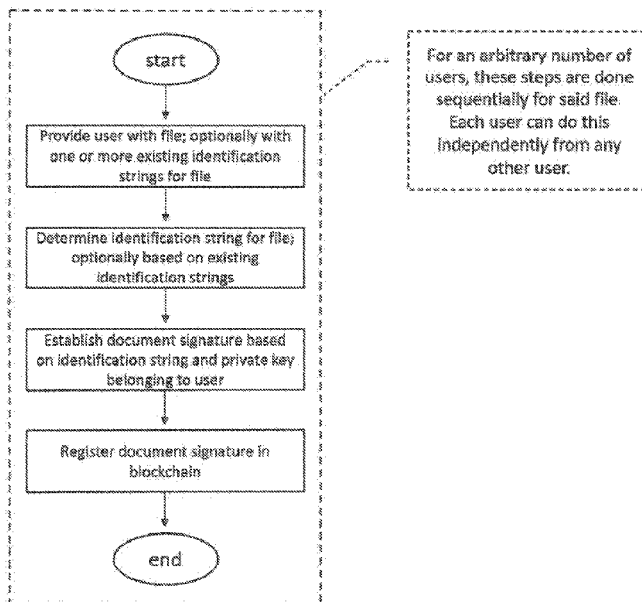 start
Provide user with file; optionally with
one or more existing identification
strings for file
Determine identification string for file;
optionally based on existing
identification strings
Establish document signature based
on identification string and private key
belonging to user
Register document signature in
blockchain
end
For an arbitrary number of
users, these steps are done
sequentially for said file.
Each user can do this
independently from any
other user.